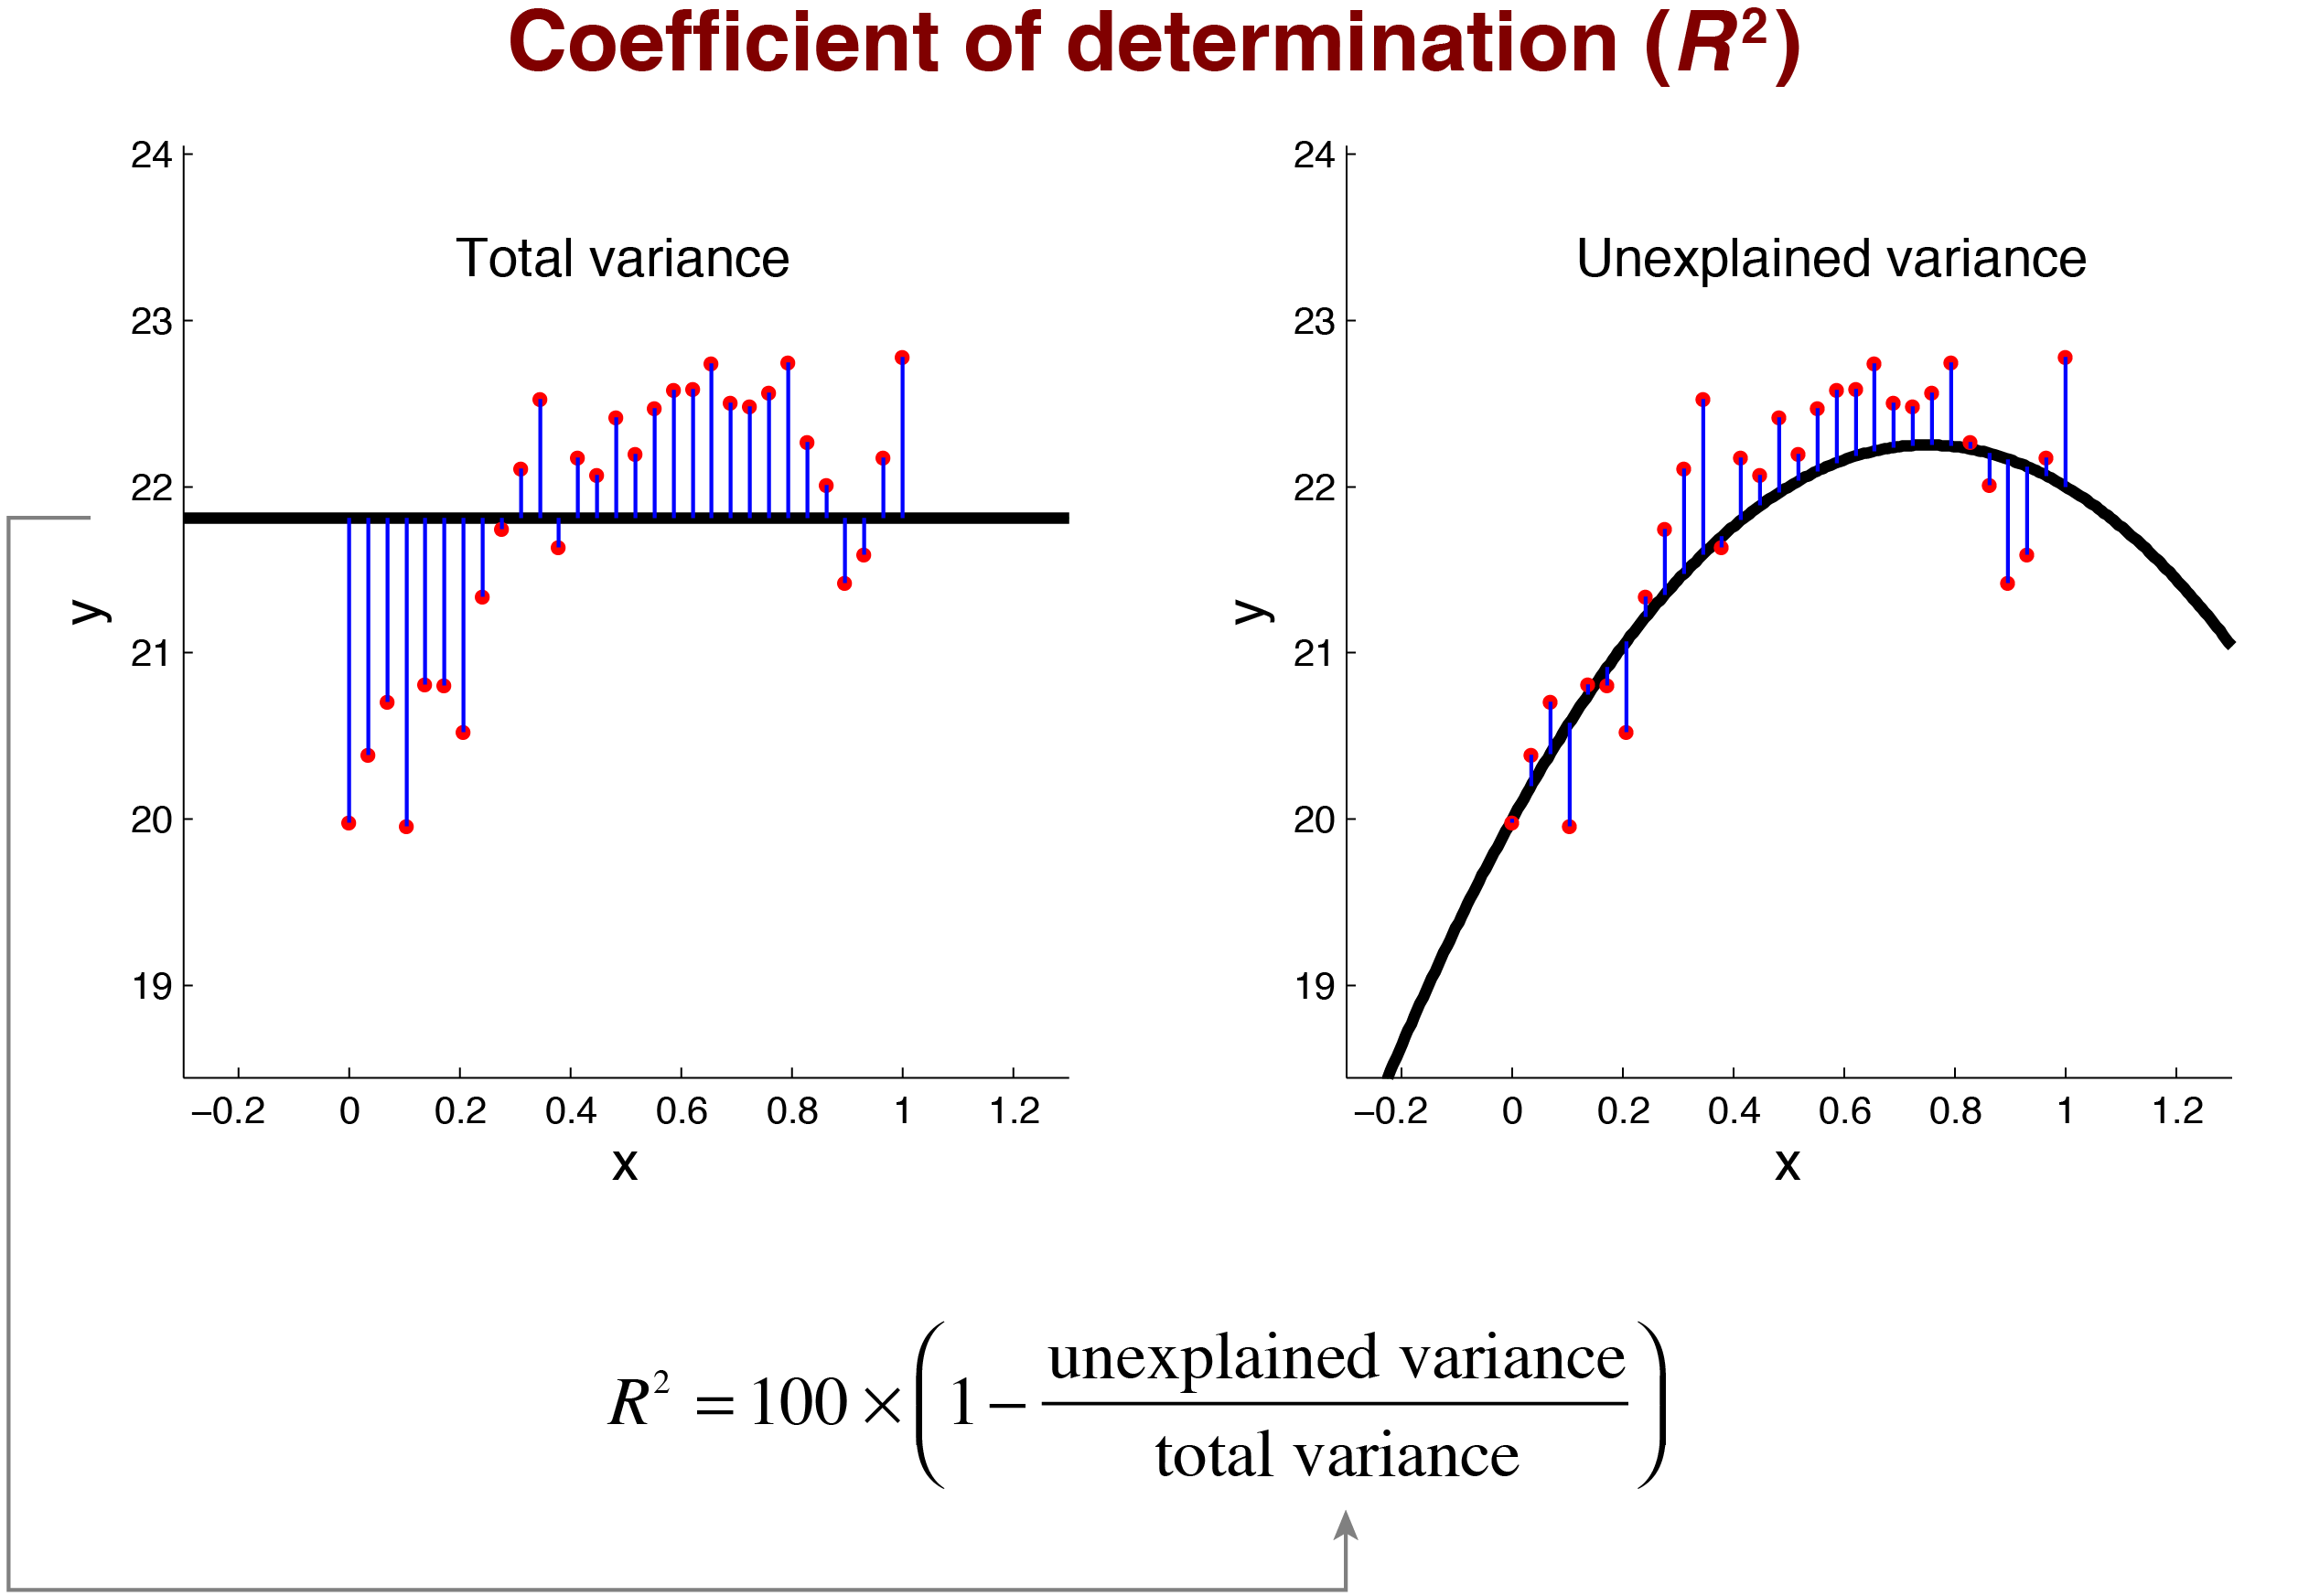 Coefficient of determination (R²)
Total variance
24
23
22
21
20
19
y
−0.2 0 0.2 0.4 0.6 0.8 1 1.2
x
Unexplained variance
24
23
22
21
20
19
y
−0.2 0 0.2 0.4 0.6 0.8 1 1.2
x
R² = 100 × (1 − unexplained variance / total variance)